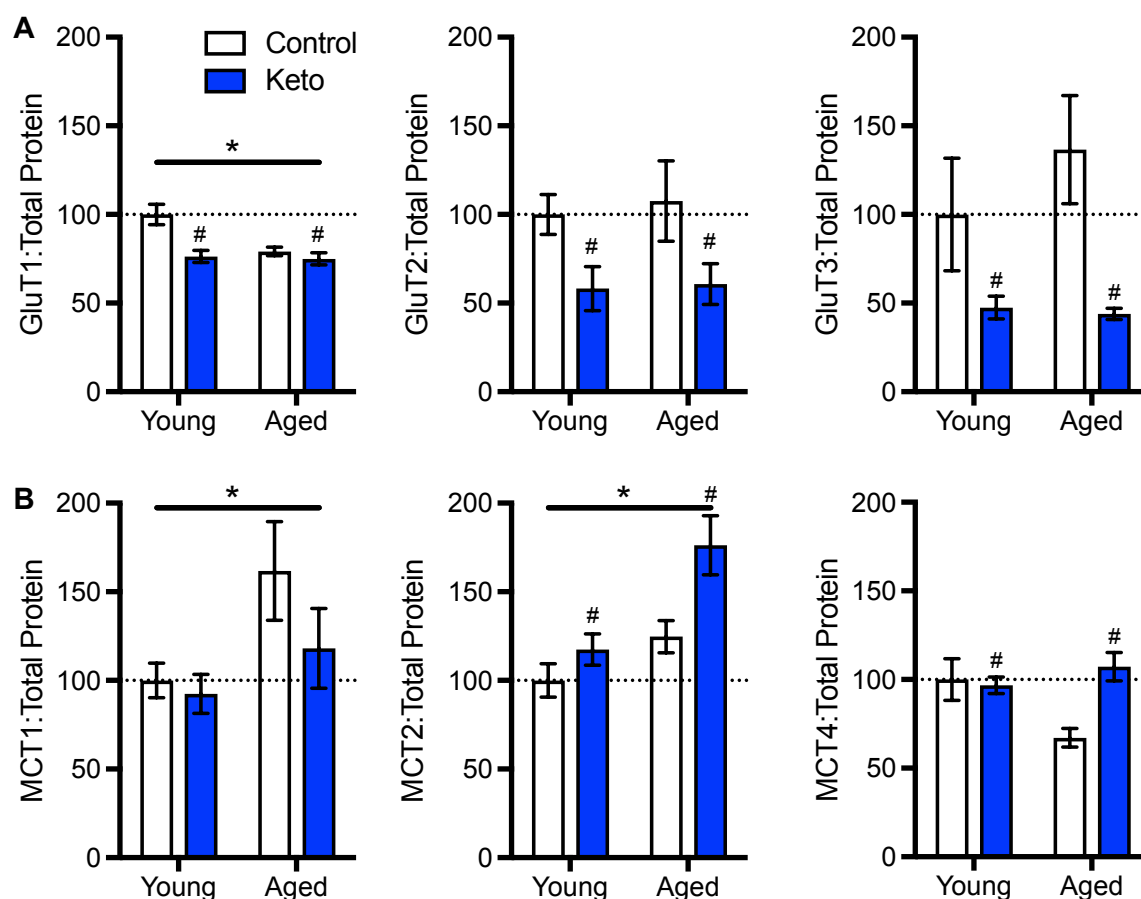 A
Control
Keto
GluT1:Total Protein
200
150
100
50
0
*
#
#
Young
Aged
GluT2:Total Protein
200
150
100
50
0
#
#
Young
Aged
GluT3:Total Protein
200
150
100
50
0
#
#
Young
Aged
B
MCT1:Total Protein
200
150
100
50
0
*
Young
Aged
MCT2:Total Protein
200
150
100
50
0
*
#
#
Young
Aged
MCT4:Total Protein
200
150
100
50
0
#
#
Young
Aged